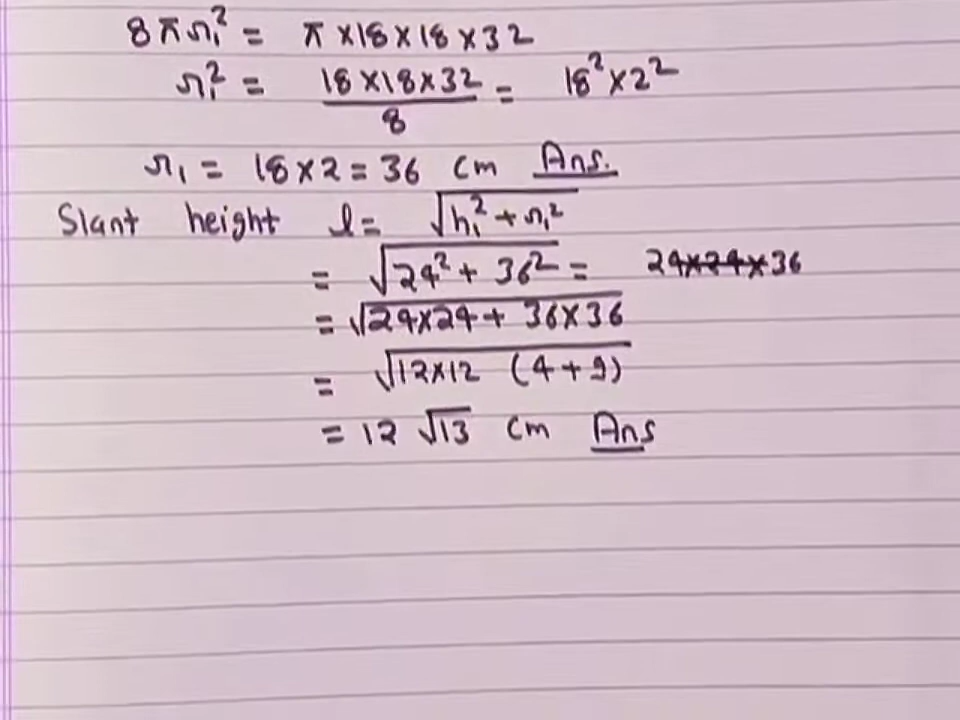 8πr₁² = π×18×18×32
r₁² = 18×18×32/8 = 18²×2²
r₁ = 18×2 = 36 cm Ans.
Slant height l = √(h₁²+r₁²)
= √(24²+36²) = 24×24×36
= √(24×24+36×36)
= √(12×12 (4+9))
= 12√13 cm Ans